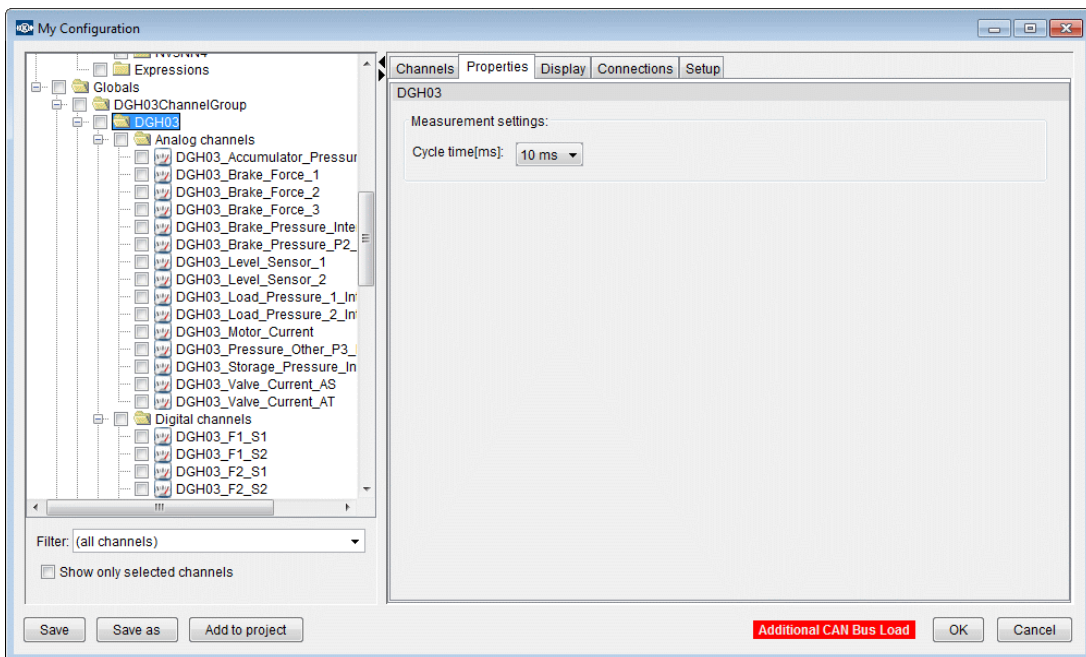 My Configuration
Expressions
Globals
DGH03ChannelGroup
DGH03
Analog channels
DGH03_Accumulator_Pressur
DGH03_Brake_Force_1
DGH03_Brake_Force_2
DGH03_Brake_Force_3
DGH03_Brake_Pressure_Inte
DGH03_Brake_Pressure_P2_
DGH03_Level_Sensor_1
DGH03_Level_Sensor_2
DGH03_Load_Pressure_1_In
DGH03_Load_Pressure_2_In
DGH03_Motor_Current
DGH03_Pressure_Other_P3_
DGH03_Storage_Pressure_In
DGH03_Valve_Current_AS
DGH03_Valve_Current_AT
Digital channels
DGH03_F1_S1
DGH03_F1_S2
DGH03_F2_S1
DGH03_F2_S2
Filter: (all channels)
Show only selected channels
Channels Properties Display Connections Setup
DGH03
Measurement settings:
Cycle time[ms]: 10 ms
Save Save as Add to project Additional CAN Bus Load OK Cancel